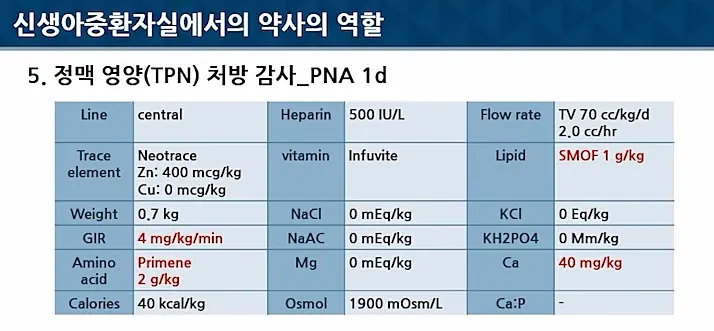 신생아중환자실에서의 약사의 역할
5. 정맥 영양(TPN) 처방 감사_PNA 1d
Line central Heparin 500 IU/L Flow rate TV 70 cc/kg/d
2.0 cc/hr
Trace element Neotrace vitamin Infuvite Lipid SMOF 1 g/kg
Zn: 400 mcg/kg
Cu: 0 mcg/kg
Weight 0.7 kg NaCl 0 mEq/kg KCl 0 Eq/kg
GIR 4 mg/kg/min NaAC 0 mEq/kg KH2PO4 0 Mm/kg
Amino acid Primene Mg 0 mEq/kg Ca 40 mg/kg
2 g/kg
Calories 40 kcal/kg Osmol 1900 mOsm/L Ca:P -